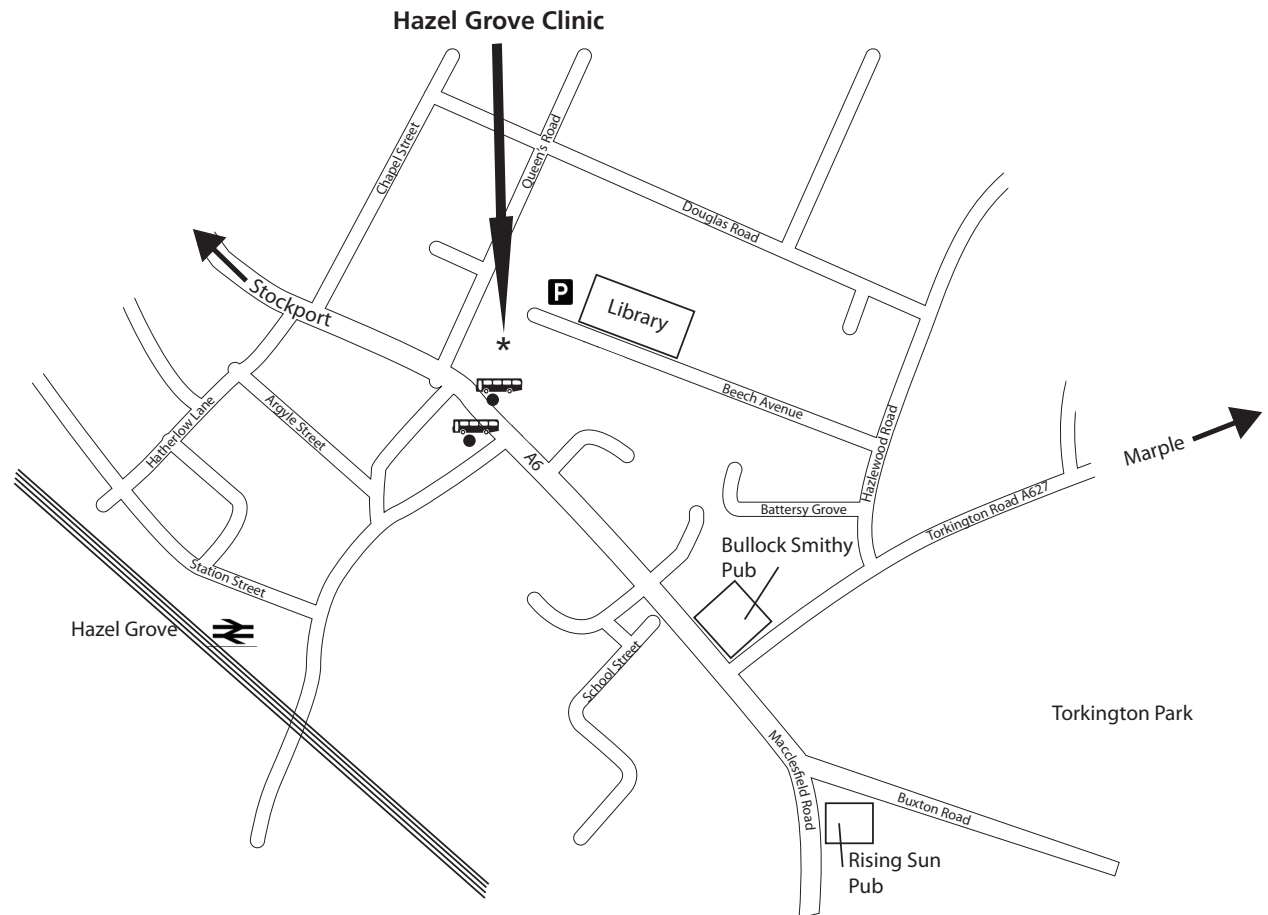 Hazel Grove Clinic
Chapel Street
Queen's Road
Douglas Road
Stockport
P
Library
*
Beech Avenue
Hatherlow Lane
Argyle Street
A6
Hazlewood Road
Marple
Battersy Grove
Torkington Road A627
Bullock Smithy
Pub
Station Street
Hazel Grove
School Street
Torkington Park
Macclesfield Road
Buxton Road
Rising Sun
Pub